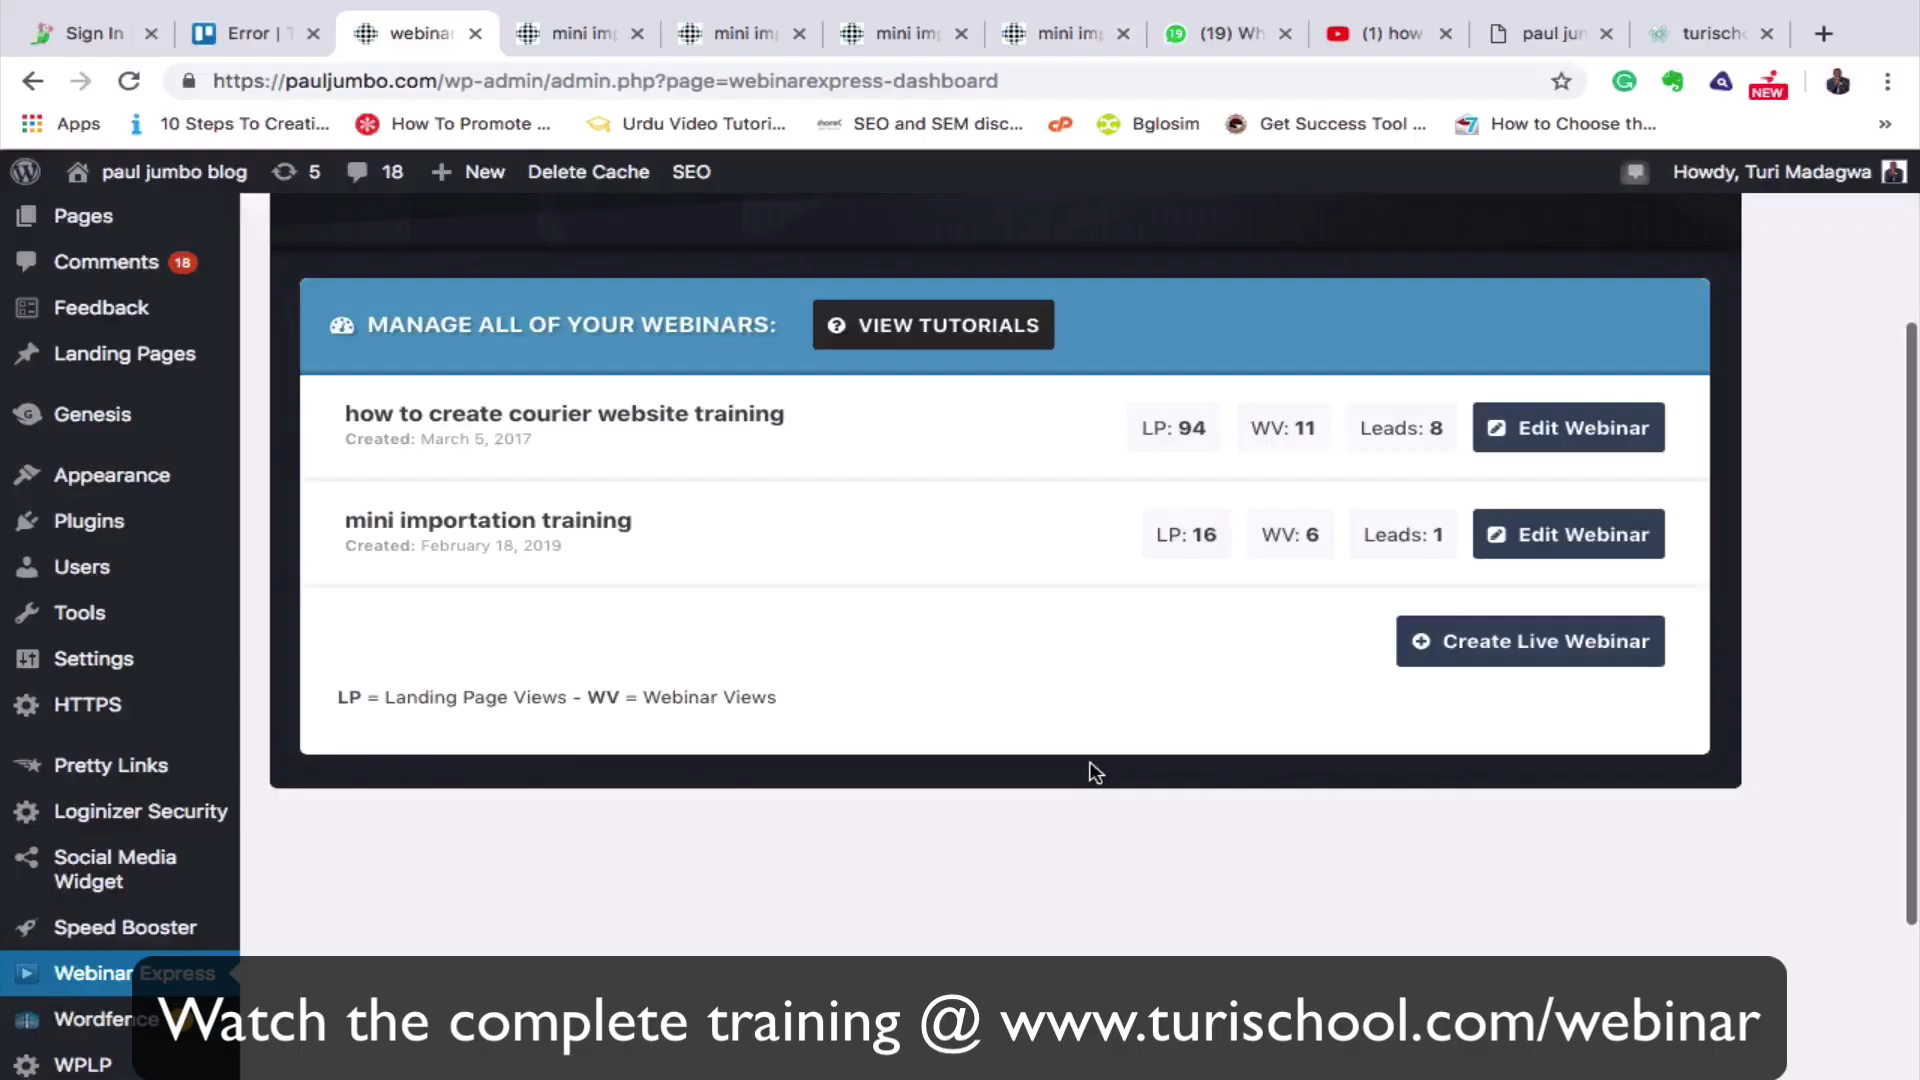 Sign In
Error | T
webinar
mini im
mini im
mini im
mini im
(19) Wh
(1) how
paul jun
turisch
https://pauljumbo.com/wp-admin/admin.php?page=webinarexpress-dashboard
NEW
Apps
10 Steps To Creati...
How To Promote ...
Urdu Video Tutori...
SEO and SEM disc...
Bglosim
Get Success Tool ...
How to Choose th...
»
paul jumbo blog
5
18
New
Delete Cache
SEO
Howdy, Turi Madagwa
Pages
Comments 18
Feedback
Landing Pages
Genesis
Appearance
Plugins
Users
Tools
Settings
HTTPS
Pretty Links
Loginizer Security
Social Media
Widget
Speed Booster
Webinar Express
Wordfence
WPLP
MANAGE ALL OF YOUR WEBINARS:
VIEW TUTORIALS
how to create courier website training
Created: March 5, 2017
LP: 94
WV: 11
Leads: 8
Edit Webinar
mini importation training
Created: February 18, 2019
LP: 16
WV: 6
Leads: 1
Edit Webinar
Create Live Webinar
LP = Landing Page Views - WV = Webinar Views
Watch the complete training @ www.turischool.com/webinar